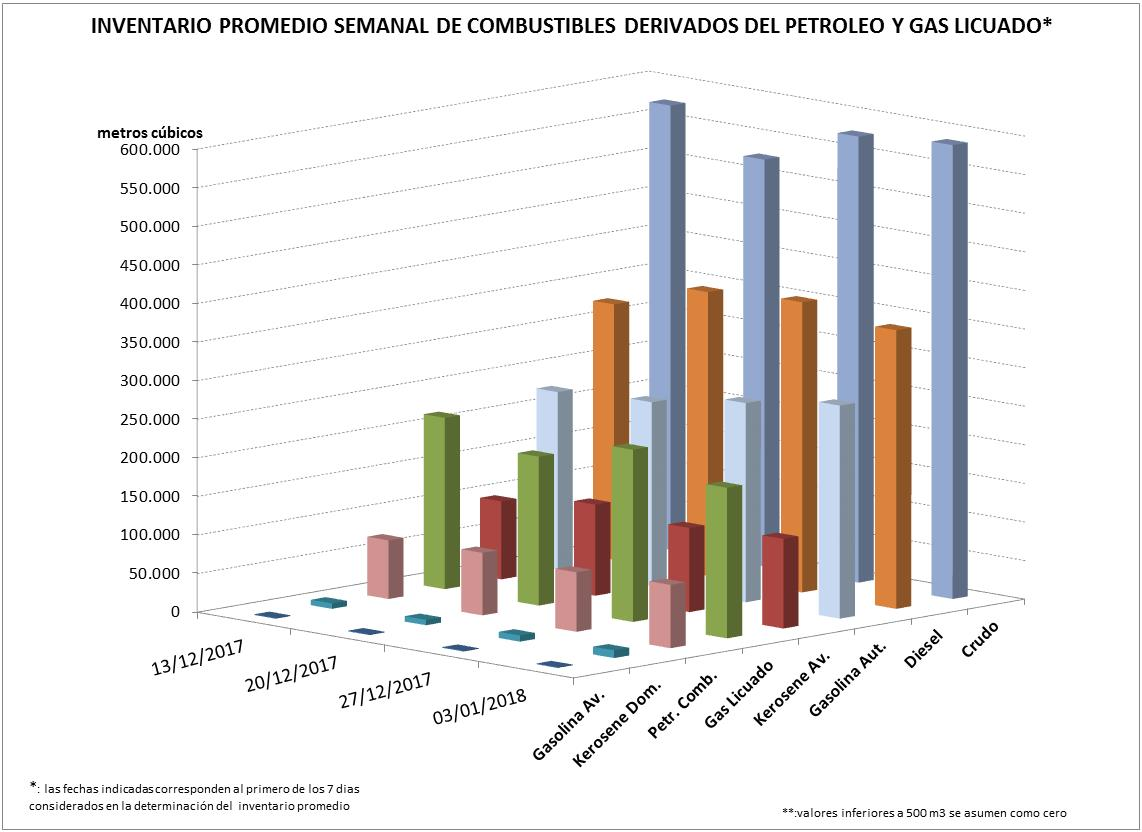 INVENTARIO PROMEDIO SEMANAL DE COMBUSTIBLES DERIVADOS DEL PETROLEO Y GAS LICUADO*
metros cúbicos
600.000
550.000
500.000
450.000
400.000
350.000
300.000
250.000
200.000
150.000
100.000
50.000
0
13/12/2017
20/12/2017
27/12/2017
03/01/2018
Gasolina Av.
Kerosene Dom.
Petr. Comb.
Gas Licuado
Kerosene Av.
Gasolina Aut.
Diesel
Crudo
*: las fechas indicadas corresponden al primero de los 7 dias
considerados en la determinación del inventario promedio
**:valores inferiores a 500 m3 se asumen como cero